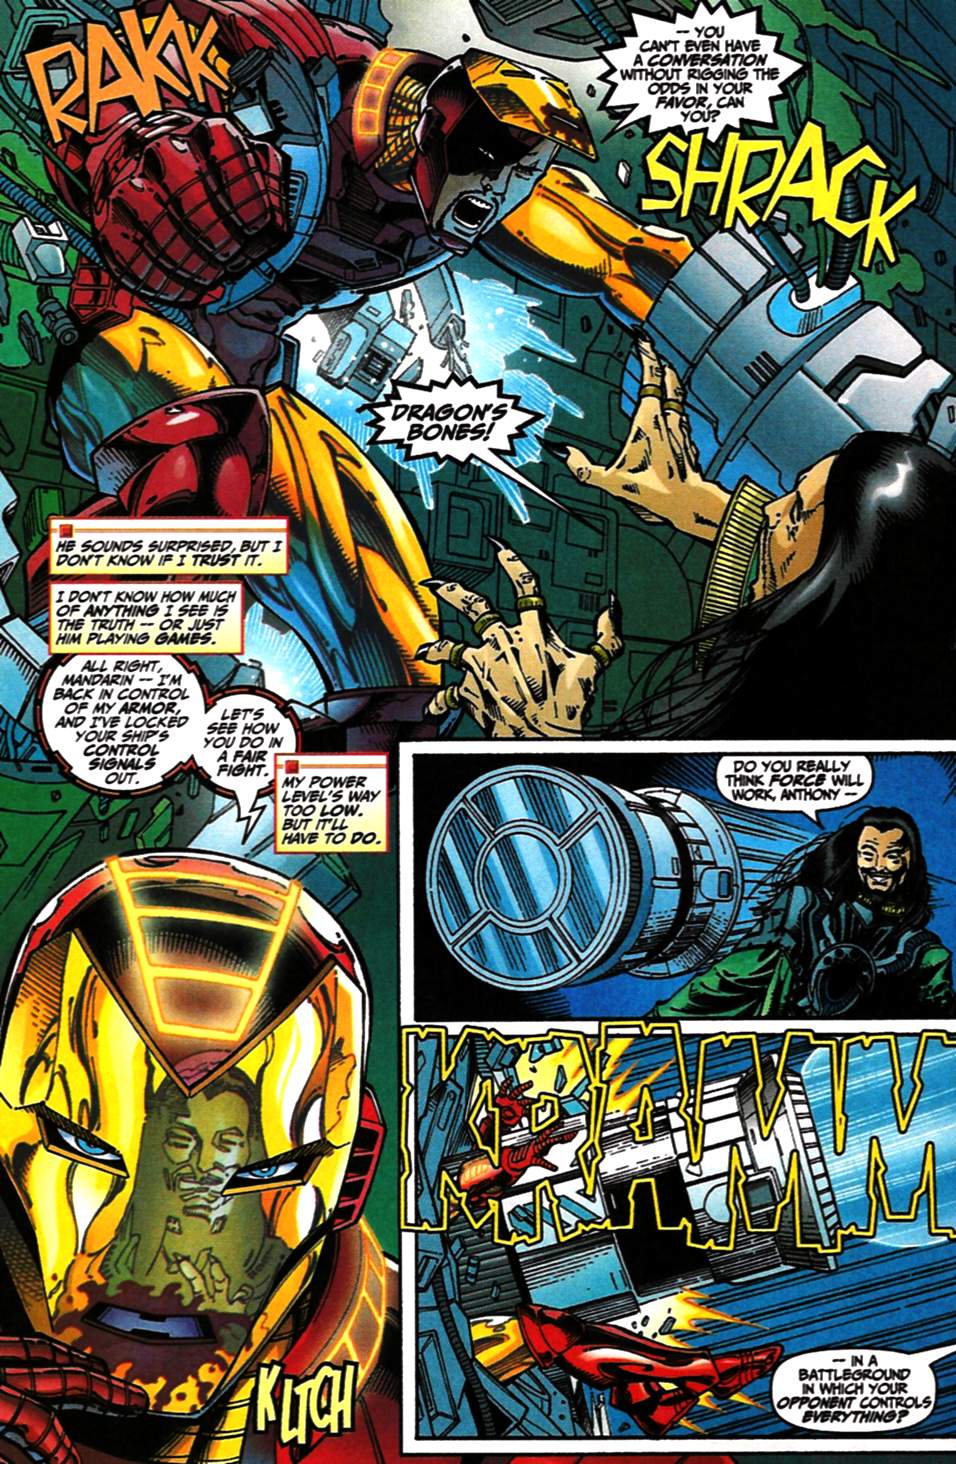 RAKK
-- YOU
CAN'T EVEN HAVE
A CONVERSATION
WITHOUT RIGGING THE
ODDS IN YOUR
FAVOR, CAN
YOU?
SHRACK
DRAGON'S
BONES!
HE SOUNDS SURPRISED, BUT I
DON'T KNOW IF I TRUST IT.
I DON'T KNOW HOW MUCH
OF ANYTHING I SEE IS
THE TRUTH -- OR JUST
HIM PLAYING GAMES.
ALL RIGHT,
MANDARIN -- I'M
BACK IN CONTROL
OF MY ARMOR,
AND I'VE LOCKED
YOUR SHIP'S
CONTROL
SIGNALS
OUT.
LET'S
SEE HOW
YOU DO IN
A FAIR
FIGHT.
MY POWER
LEVEL'S WAY
TOO LOW.
BUT IT'LL
HAVE TO DO.
KLTCH
DO YOU REALLY
THINK FORCE WILL
WORK, ANTHONY --
KRAMM
-- IN A
BATTLEGROUND
IN WHICH YOUR
OPPONENT CONTROLS
EVERYTHING?